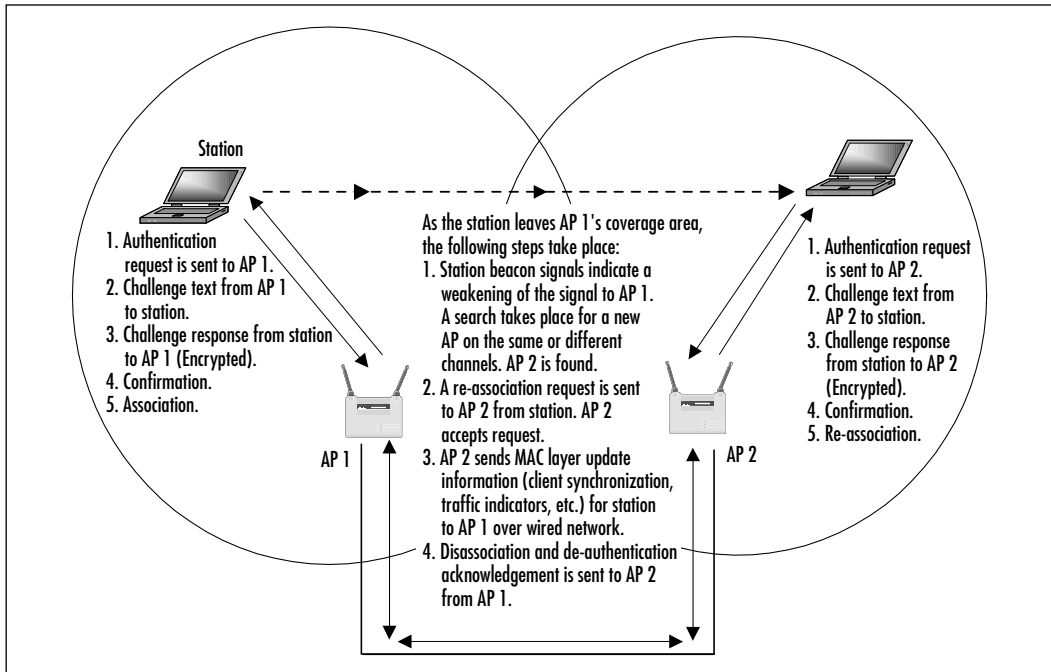 Station
1. Authentication
request is sent to AP 1.
2. Challenge text from AP 1
to station.
3. Challenge response from station
to AP 1 (Encrypted).
4. Confirmation.
5. Association.
AP 1
As the station leaves AP 1's coverage area,
the following steps take place:
1. Station beacon signals indicate a
weakening of the signal to AP 1.
A search takes place for a new
AP on the same or different
channels. AP 2 is found.
2. A re-association request is sent
to AP 2 from station. AP 2
accepts request.
3. AP 2 sends MAC layer update
information (client synchronization,
traffic indicators, etc.) for station
to AP 1 over wired network.
4. Disassociation and de-authentication
acknowledgement is sent to AP 2
from AP 1.
AP 2
1. Authentication request
is sent to AP 2.
2. Challenge text from
AP 2 to station.
3. Challenge response
from station to AP 2
(Encrypted).
4. Confirmation.
5. Re-association.